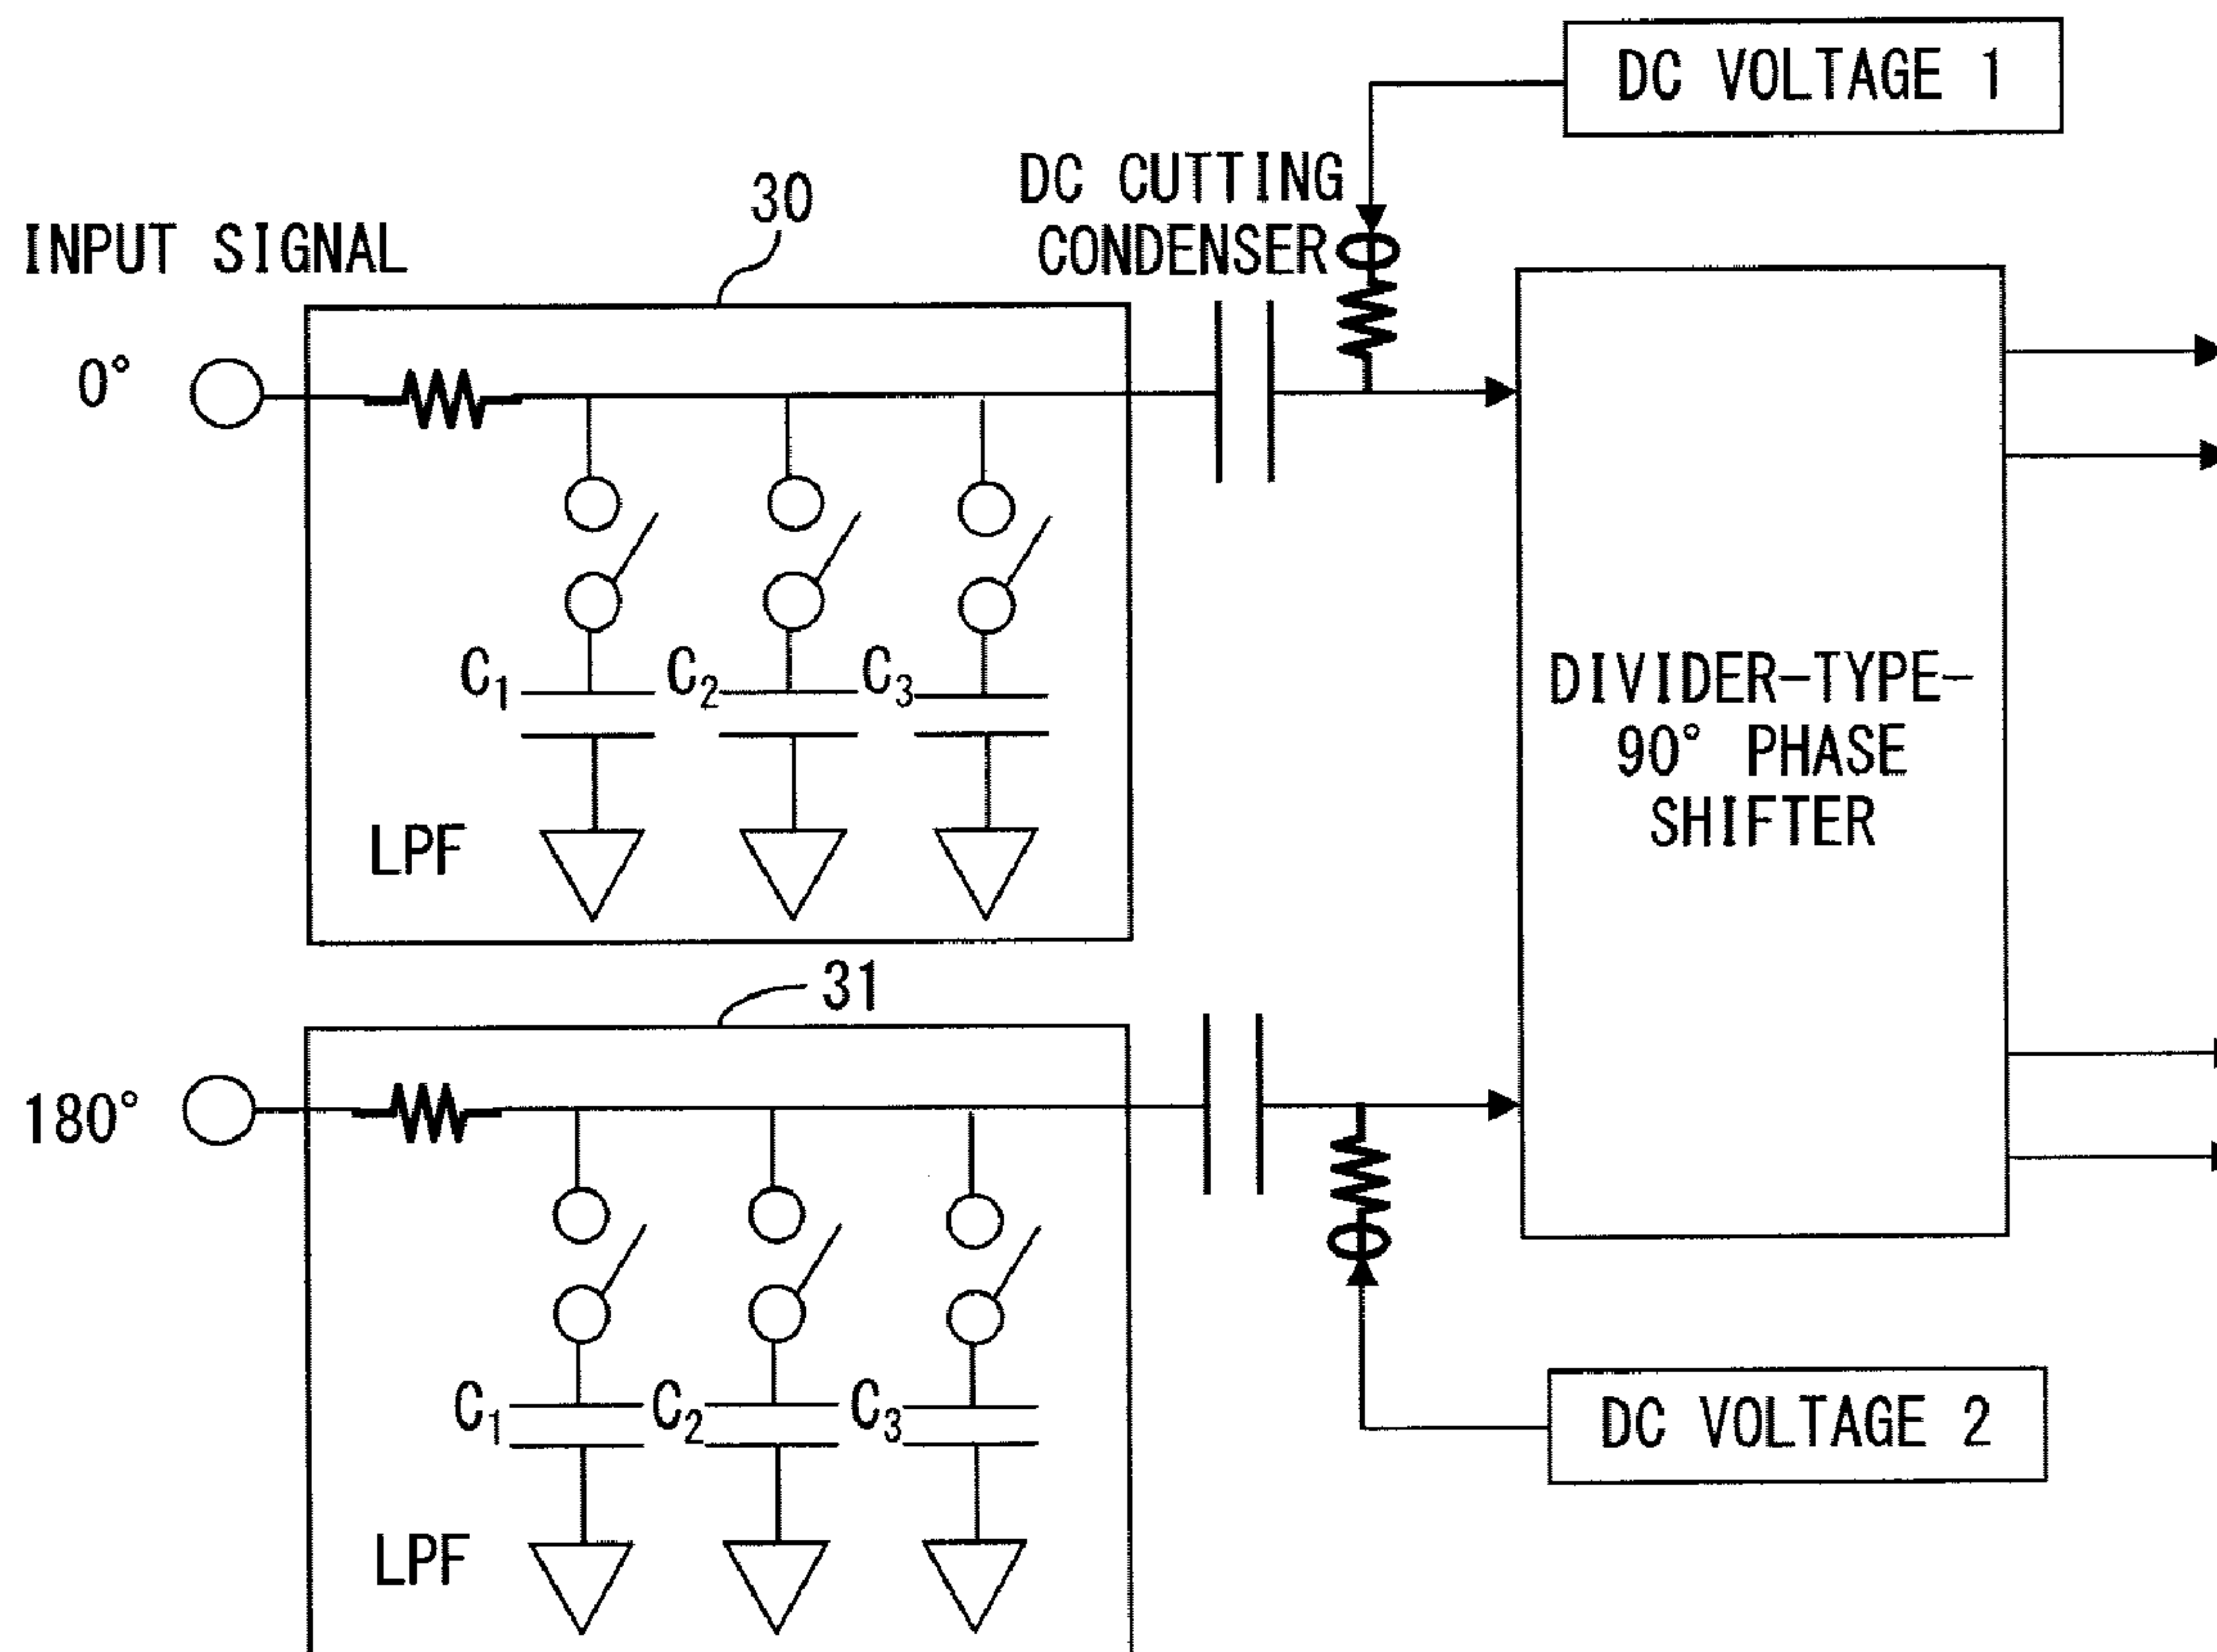 DC VOLTAGE 1
DC CUTTING
CONDENSER
30
INPUT SIGNAL
0°
C1
C2
C3
LPF
DIVIDER-TYPE-
90° PHASE
SHIFTER
31
180°
C1
C2
C3
LPF
DC VOLTAGE 2